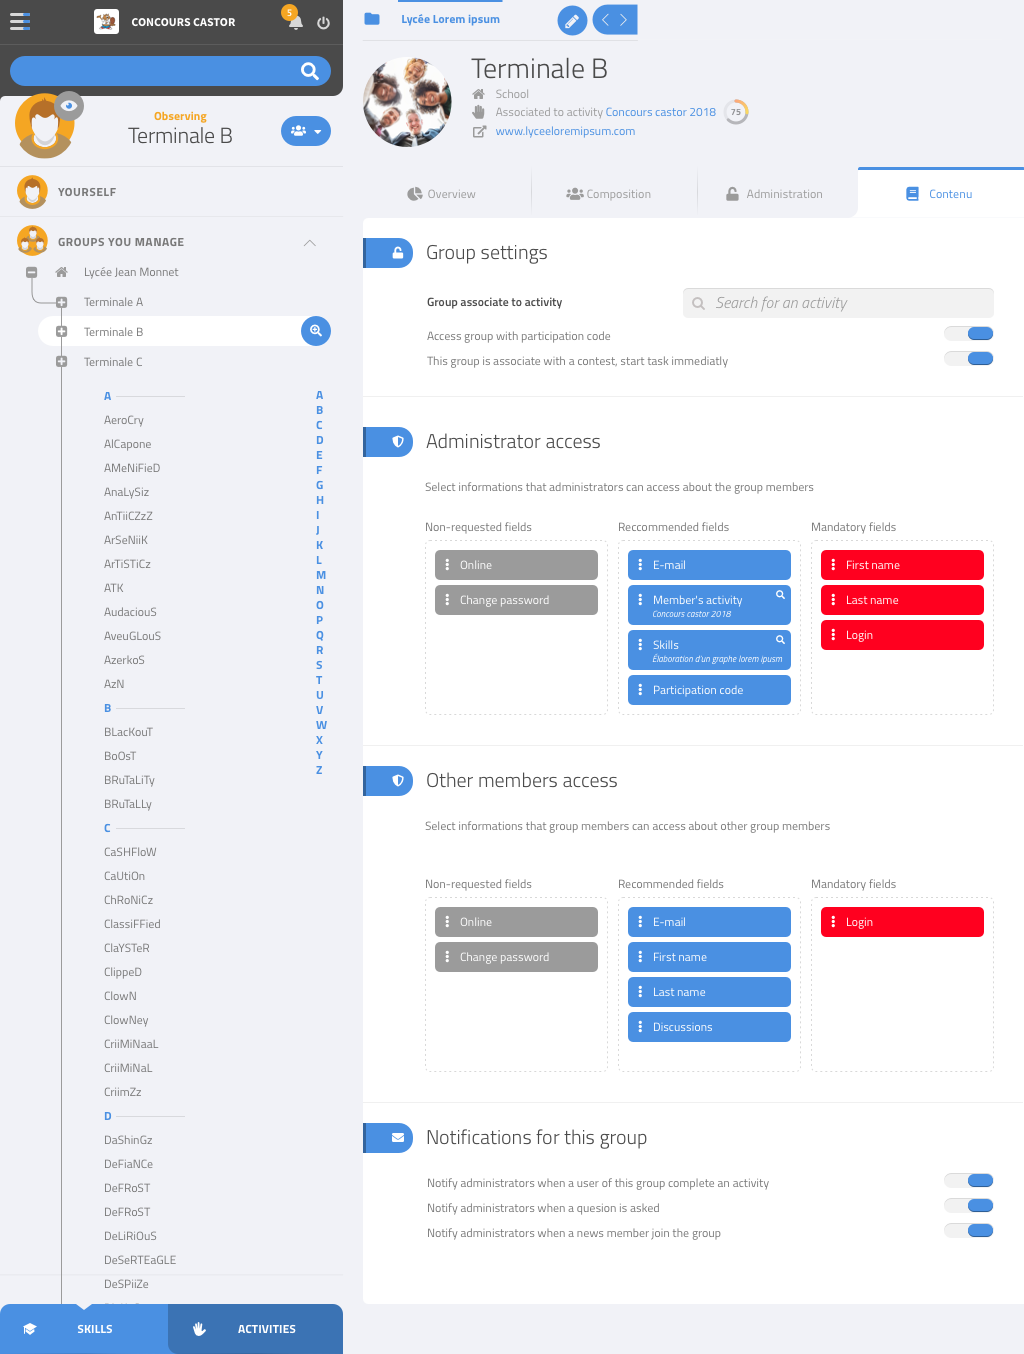 CONCOURS CASTOR
5
Observing
Terminale B
YOURSELF
GROUPS YOU MANAGE
Lycée Jean Monnet
Terminale A
Terminale B
Terminale C
A
AeroCry
AlCapone
AMeNiFieD
AnaLySiz
AnTiiCZzZ
ArSeNiiK
ArTiSTiCz
ATK
AudaciouS
AveuGLouS
AzerkoS
AzN
B
BLacKouT
BoOsT
BRuTaLiTy
BRuTaLLy
C
CaSHFloW
CaUtiOn
ChRoNiCz
ClassiFFied
ClaYSTeR
ClippeD
ClowN
ClowNey
CriiMiNaaL
CriiMiNaL
CriimZz
D
DaShinGz
DeFiaNCe
DeFRoST
DeFRoST
DeLiRiOuS
DeSeRTEaGLE
DeSPiiZe
A
B
C
D
E
F
G
H
I
J
K
L
M
N
O
P
Q
R
S
T
U
V
W
X
Y
Z
SKILLS
ACTIVITIES
Lycée Lorem ipsum
Terminale B
School
Associated to activity Concours castor 2018
75
www.lyceeloremipsum.com
Overview
Composition
Administration
Contenu
Group settings
Group associate to activity
Search for an activity
Access group with participation code
This group is associate with a contest, start task immediatly
Administrator access
Select informations that administrators can access about the group members
Non-requested fields
Online
Change password
Reccommended fields
E-mail
Member's activity
Concours castor 2018
Skills
Élaboration d'un graphe lorem ipusm
Participation code
Mandatory fields
First name
Last name
Login
Other members access
Select informations that group members can access about other group members
Non-requested fields
Online
Change password
Recommended fields
E-mail
First name
Last name
Discussions
Mandatory fields
Login
Notifications for this group
Notify administrators when a user of this group complete an activity
Notify administrators when a quesion is asked
Notify administrators when a news member join the group